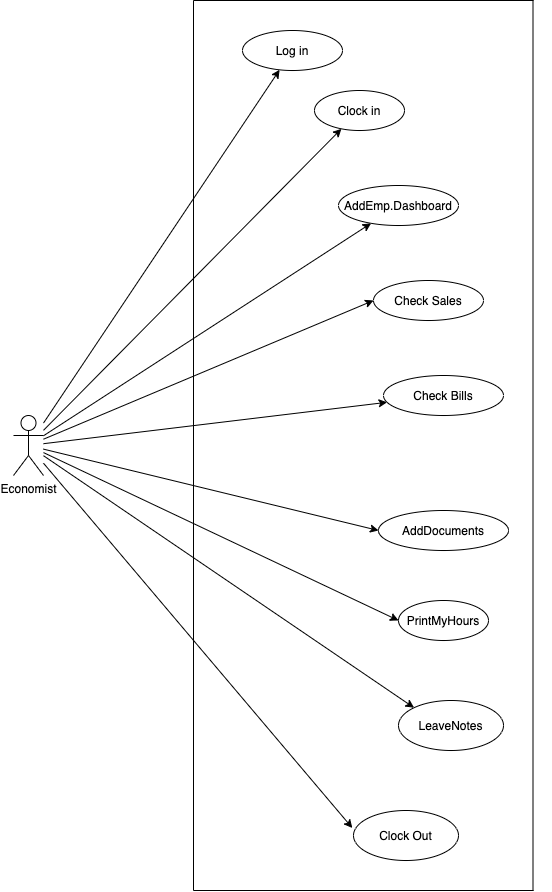 Log in
Clock in
AddEmp.Dashboard
Check Sales
Check Bills
Economist
AddDocuments
PrintMyHours
LeaveNotes
Clock Out